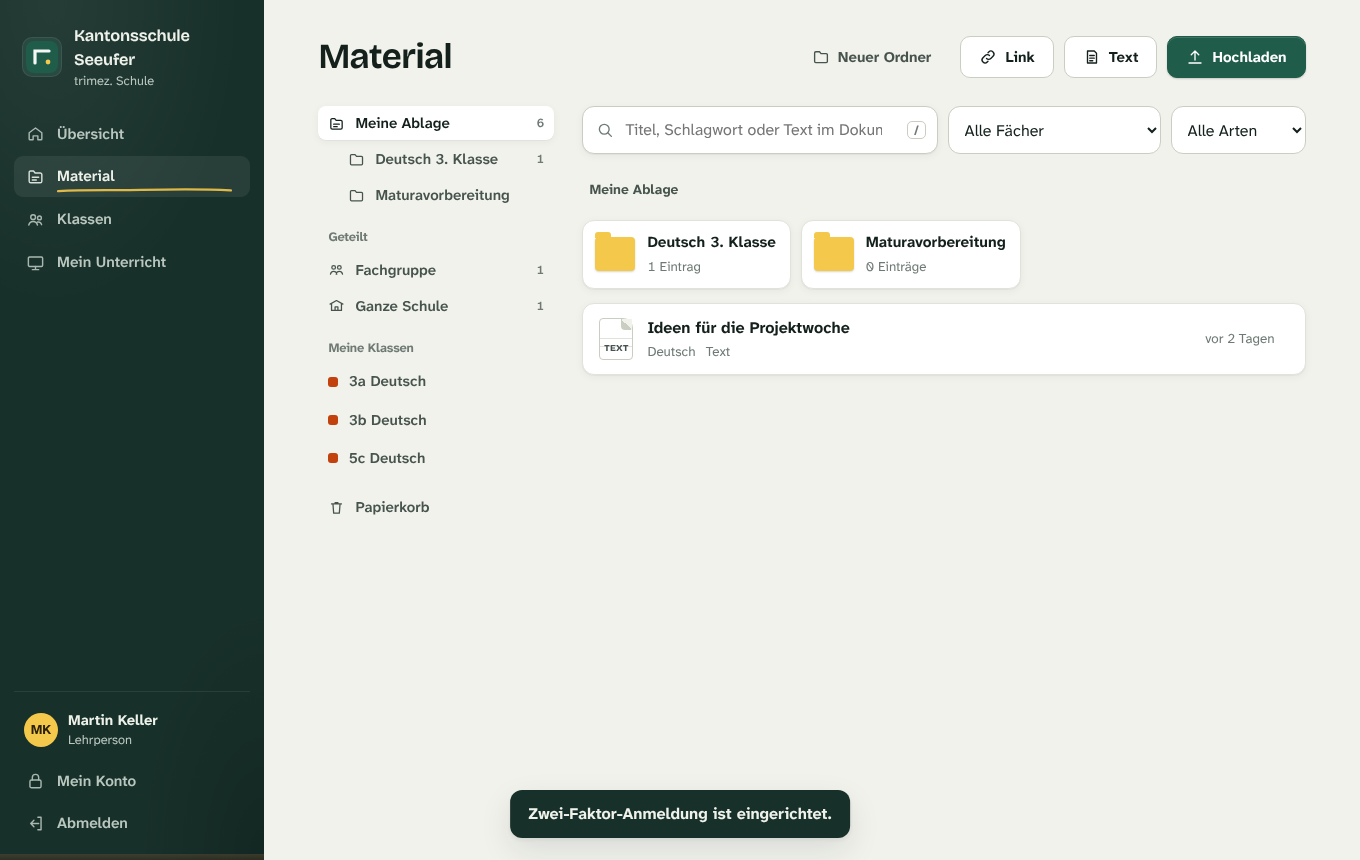 Kantonsschule
Seeufer
trimez. Schule
Übersicht
Material
Klassen
Mein Unterricht
MK
Martin Keller
Lehrperson
Mein Konto
Abmelden
Material
Neuer Ordner
Link
Text
Hochladen
Meine Ablage 6
Deutsch 3. Klasse 1
Maturavorbereitung
Geteilt
Fachgruppe 1
Ganze Schule 1
Meine Klassen
3a Deutsch
3b Deutsch
5c Deutsch
Papierkorb
Titel, Schlagwort oder Text im Dokun /
Alle Fächer
Alle Arten
Meine Ablage
Deutsch 3. Klasse
1 Eintrag
Maturavorbereitung
0 Einträge
TEXT
Ideen für die Projektwoche
Deutsch Text
vor 2 Tagen
Zwei-Faktor-Anmeldung ist eingerichtet.